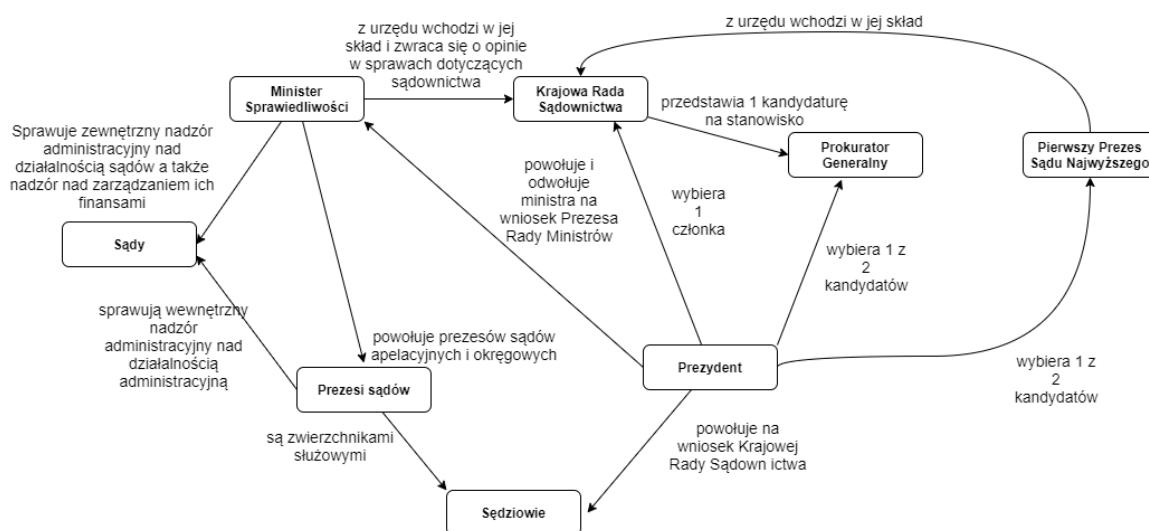 z urzędu wchodzi w jej skład
z urzędu wchodzi w jej
skład i zwraca się o opinie
w sprawach dotyczących
sądownictwa
Minister
Sprawiedliwości
Krajowa Rada
Sądownictwa
przedstawia 1 kandydaturę
na stanowisko
Sprawuje zewnętrzny nadzór
administracyjny nad
działalnością sądów a także
nadzór nad zarządzaniem ich
finansami
Prokurator
Generalny
Pierwszy Prezes
Sądu Najwyższego
powołuje i
odwołuje
ministra na
wniosek Prezesa
Rady Ministrów
wybiera
1
członka
Sądy
wybiera 1 z
2
kandydatów
sprawują wewnętrzny
nadzór
administracyjny nad
działalnością
administracyjną
powołuje prezesów sądów
apelacyjnych i okręgowych
Prezydent
wybiera 1 z
2
kandydatów
Prezesi sądów
są zwierzchnikami
służowymi
powołuje na
wniosek Krajowej
Rady Sądown ictwa
Sędziowie